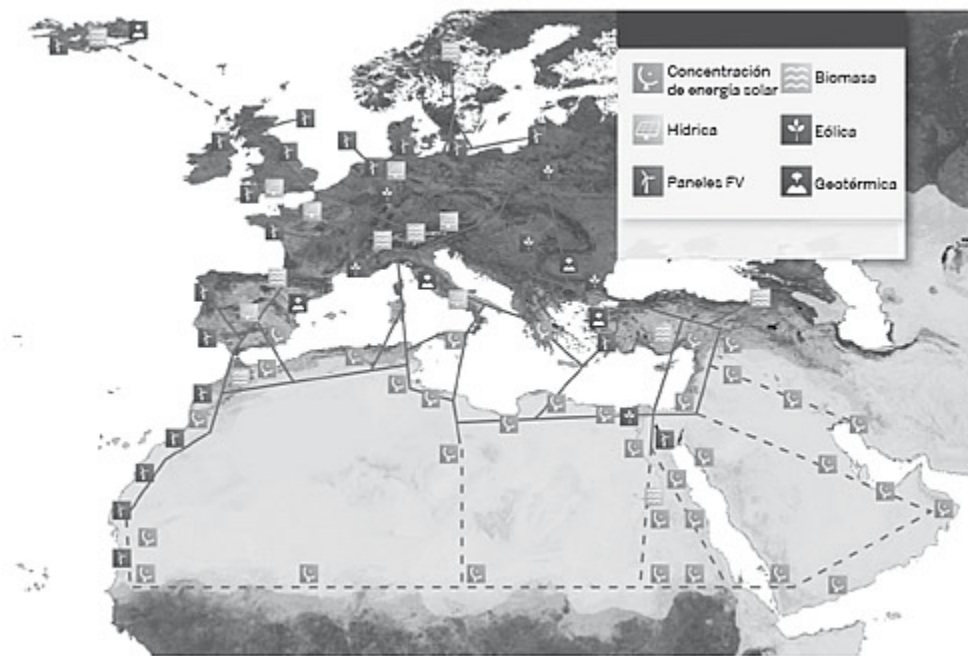 Concentración
de energía solar
Biomasa
Hídrica
Eólica
Paneles FV
Geotérmica